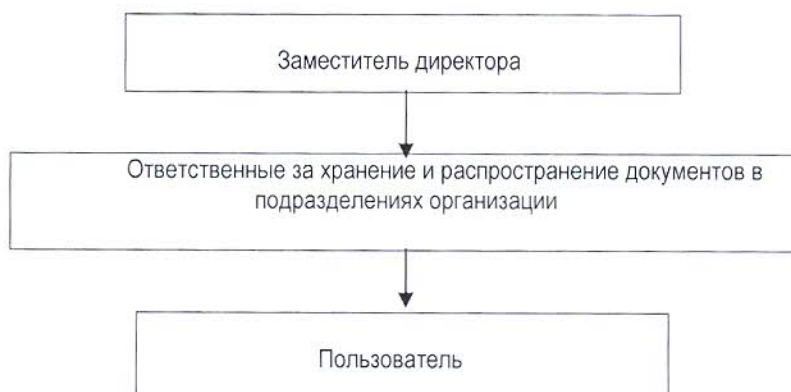 Заместитель директора
Ответственные за хранение и распространение документов в
подразделениях организации
Пользователь